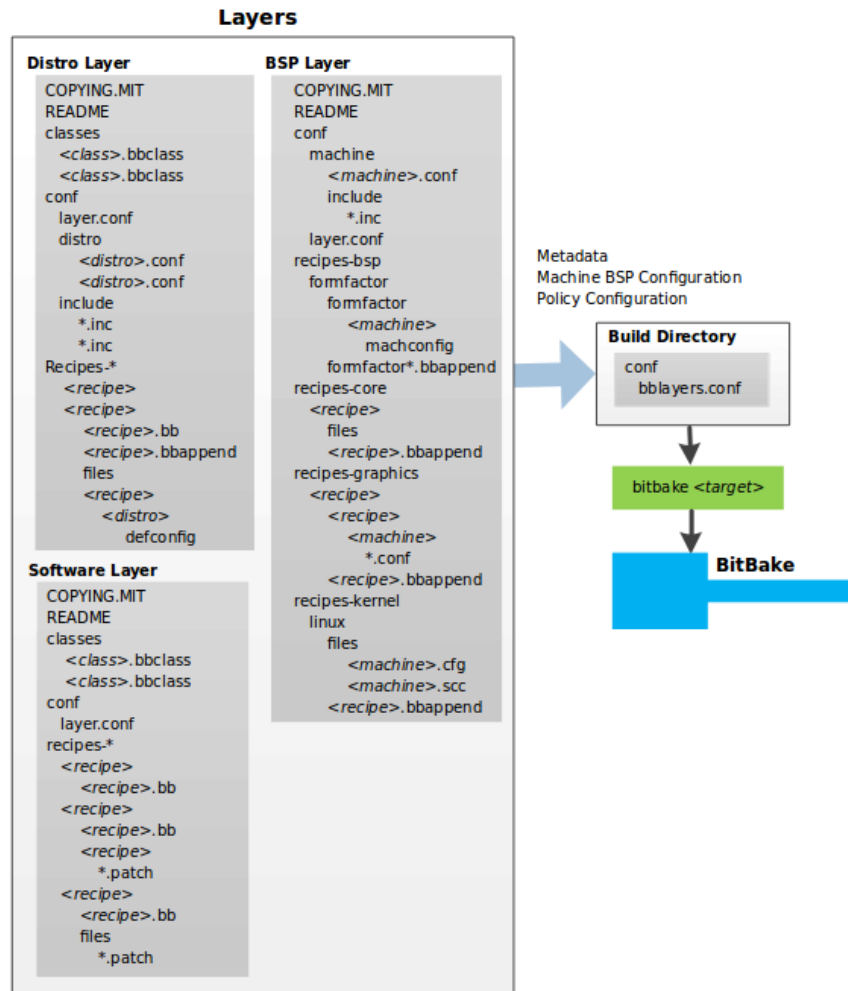 Layers
Distro Layer
COPYING.MIT
README
classes
<class>.bbclass
<class>.bbclass
conf
layer.conf
distro
<distro>.conf
<distro>.conf
include
*.inc
*.inc
Recipes-*
<recipe>
<recipe>
<recipe>.bb
<recipe>.bbappend
files
<recipe>
<distro>
defconfig
Software Layer
COPYING.MIT
README
classes
<class>.bbclass
<class>.bbclass
conf
layer.conf
recipes-*
<recipe>
<recipe>.bb
<recipe>
<recipe>.bb
<recipe>
*.patch
<recipe>
<recipe>.bb
files
*.patch
BSP Layer
COPYING.MIT
README
conf
machine
<machine>.conf
include
*.inc
layer.conf
recipes-bsp
formfactor
formfactor
<machine>
machconfig
formfactor*.bbappend
recipes-core
<recipe>
files
<recipe>.bbappend
recipes-graphics
<recipe>
<recipe>
<machine>
*.conf
<recipe>.bbappend
recipes-kernel
linux
files
<machine>.cfg
<machine>.scc
<recipe>.bbappend
Metadata
Machine BSP Configuration
Policy Configuration
Build Directory
conf
bblayers.conf
bitbake <target>
BitBake